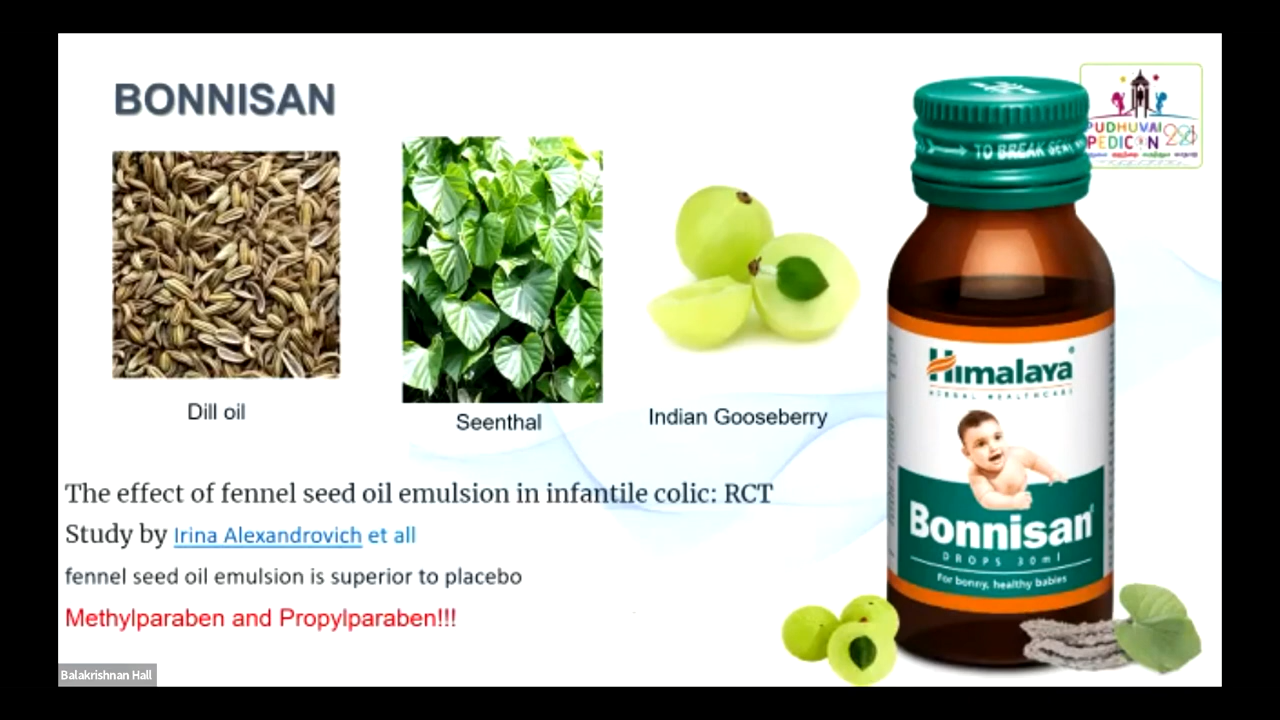 BONNISAN
PUDHUVAI
PEDICON
TO BREAK SEAL
Himalaya
HERBAL HEALTHCARE
Dill oil
Seenthal
Indian Gooseberry
The effect of fennel seed oil emulsion in infantile colic: RCT
Study by Irina Alexandrovich et all
fennel seed oil emulsion is superior to placebo
Methylparaben and Propylparaben!!!
Bonnisan
DROPS 30ml
For bonny, healthy babies
Balakrishnan Hall